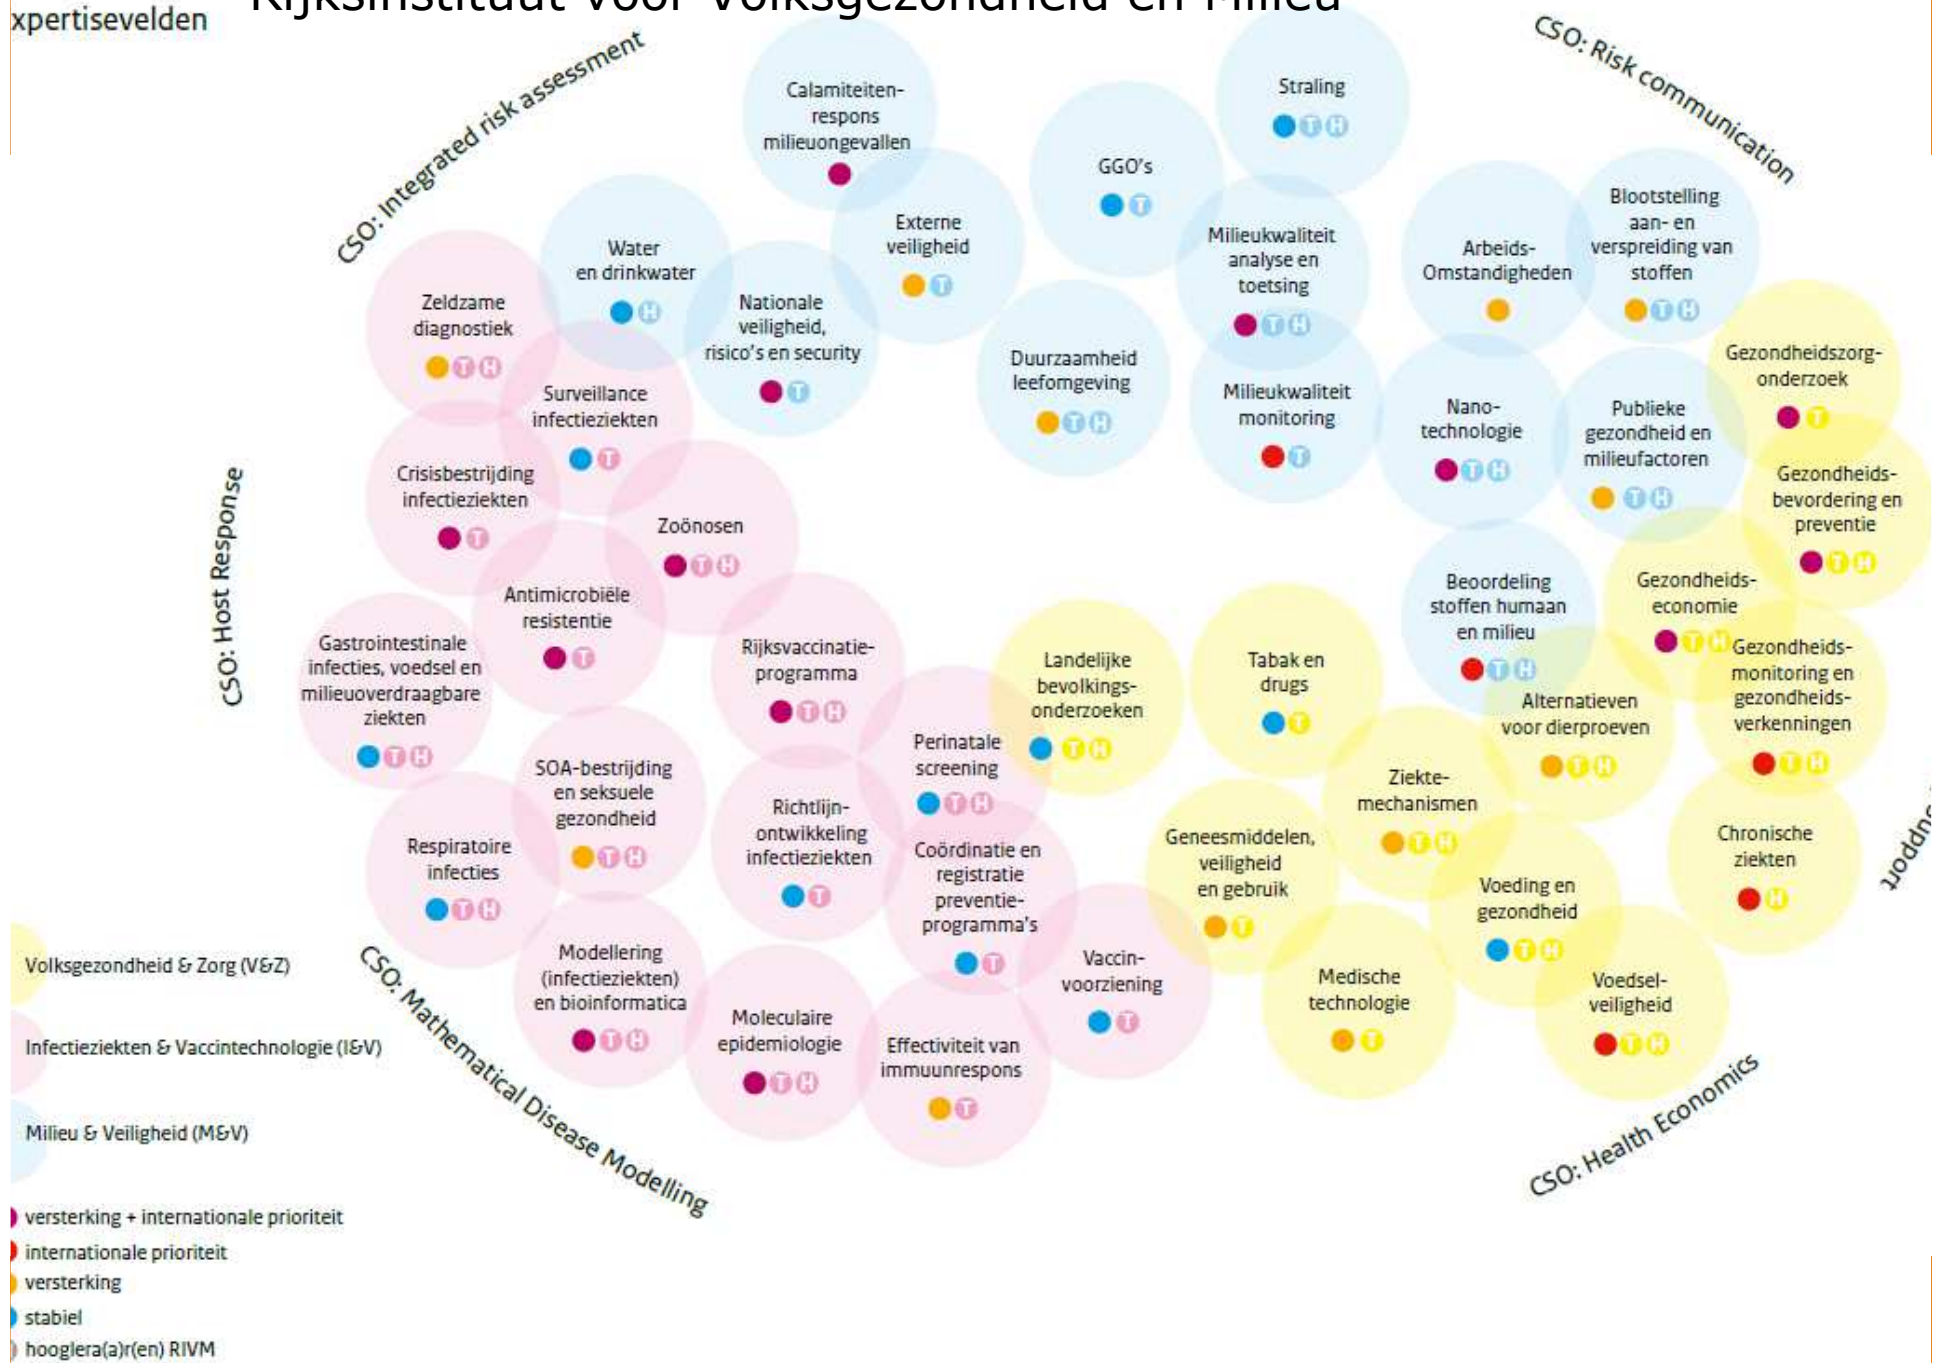 Rijksinstituut voor Volksgezondheid en Milieu
xpertisevelden
CSO: Integrated risk assessment
CSO: Risk communication
Calamiteiten-
respons
milieuongevallen
Straling
T H
GGO's
T
Externe
veiligheid
T
Water
en drinkwater
H
Nationale
veiligheid,
risico's en security
T
Milieukwaliteit
analyse en
toetsing
T H
Arbeids-
Omstandigheden
Blootstelling
aan- en
verspreiding van
stoffen
T H
Zeldzame
diagnostiek
T H
Surveillance
infectieziekten
T
Duurzaamheid
leefomgeving
T H
Milieukwaliteit
monitoring
T
Nano-
technologie
T H
Publieke
gezondheid en
milieufactoren
T H
Gezondheidszorg-
onderzoek
T
Gezondheids-
bevordering en
preventie
T H
CSO: Host Response
Crisisbestrijding
infectieziekten
T
Zoönosen
T H
Antimicrobiële
resistentie
T
Beoordeling
stoffen humaan
en milieu
T H
Gezondheids-
economie
T H
Gastrointestinale
infecties, voedsel en
milieuoverdraagbare
ziekten
T H
Rijksvaccinatie-
programma
T H
Landelijke
bevolkings-
onderzoeken
T H
Tabak en
drugs
T
Alternatieven
voor dierproeven
T H
Gezondheids-
monitoring en
gezondheids-
verkenningen
T H
Perinatale
screening
T H
SOA-bestrijding
en seksuele
gezondheid
T H
Richtlijn-
ontwikkeling
infectieziekten
T
Ziekte-
mechanismen
T H
Chronische
ziekten
H
Respiratoire
infecties
T H
Coördinatie en
registratie
preventie-
programma's
T
Geneesmiddelen,
veiligheid
en gebruik
T
Voeding en
gezondheid
T H
upport
Modellering
(infectieziekten)
en bioinformatica
T H
Moleculaire
epidemiologie
T H
Effectiviteit van
immuunrespons
T
Vaccin-
voorziening
T
Medische
technologie
T
Voedsel-
veiligheid
T H
CSO: Mathematical Disease Modelling
CSO: Health Economics
Volksgezondheid & Zorg (V&Z)
Infectieziekten & Vaccintechnologie (I&V)
Milieu & Veiligheid (M&V)
versterking + internationale prioriteit
internationale prioriteit
versterking
stabiel
hooglera(a)r(en) RIVM